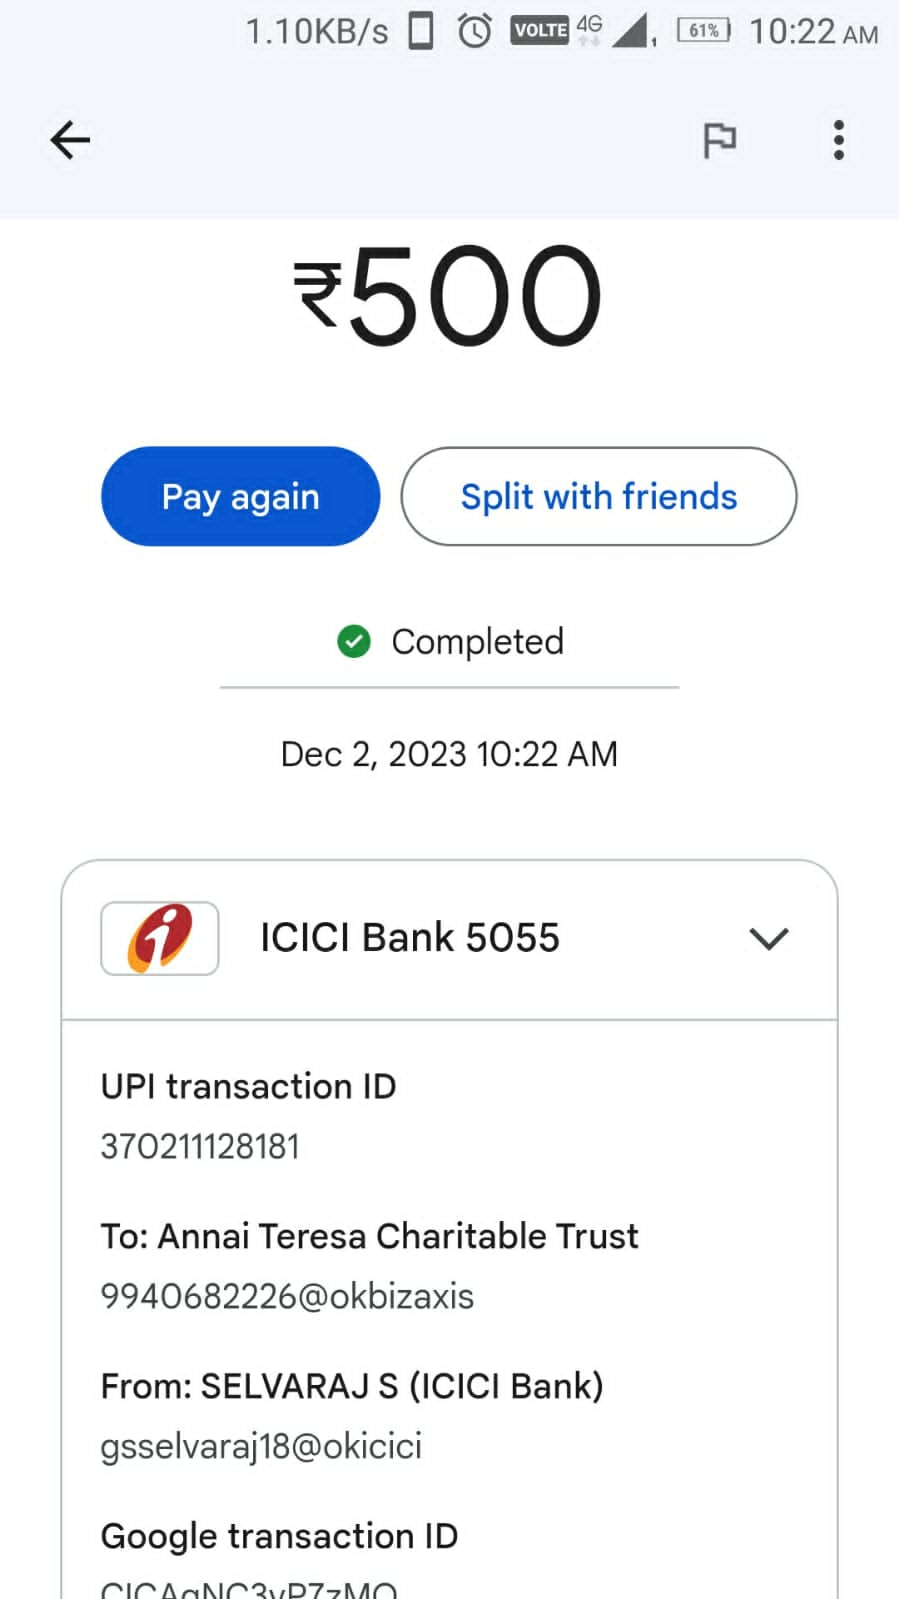 1.10KB/s VOLTE 4G 61% 10:22 AM
₹500
Pay again
Split with friends
Completed
Dec 2, 2023 10:22 AM
ICICI Bank 5055
UPI transaction ID
370211128181
To: Annai Teresa Charitable Trust
9940682226@okbizaxis
From: SELVARAJ S (ICICI Bank)
gsselvaraj18@okicici
Google transaction ID